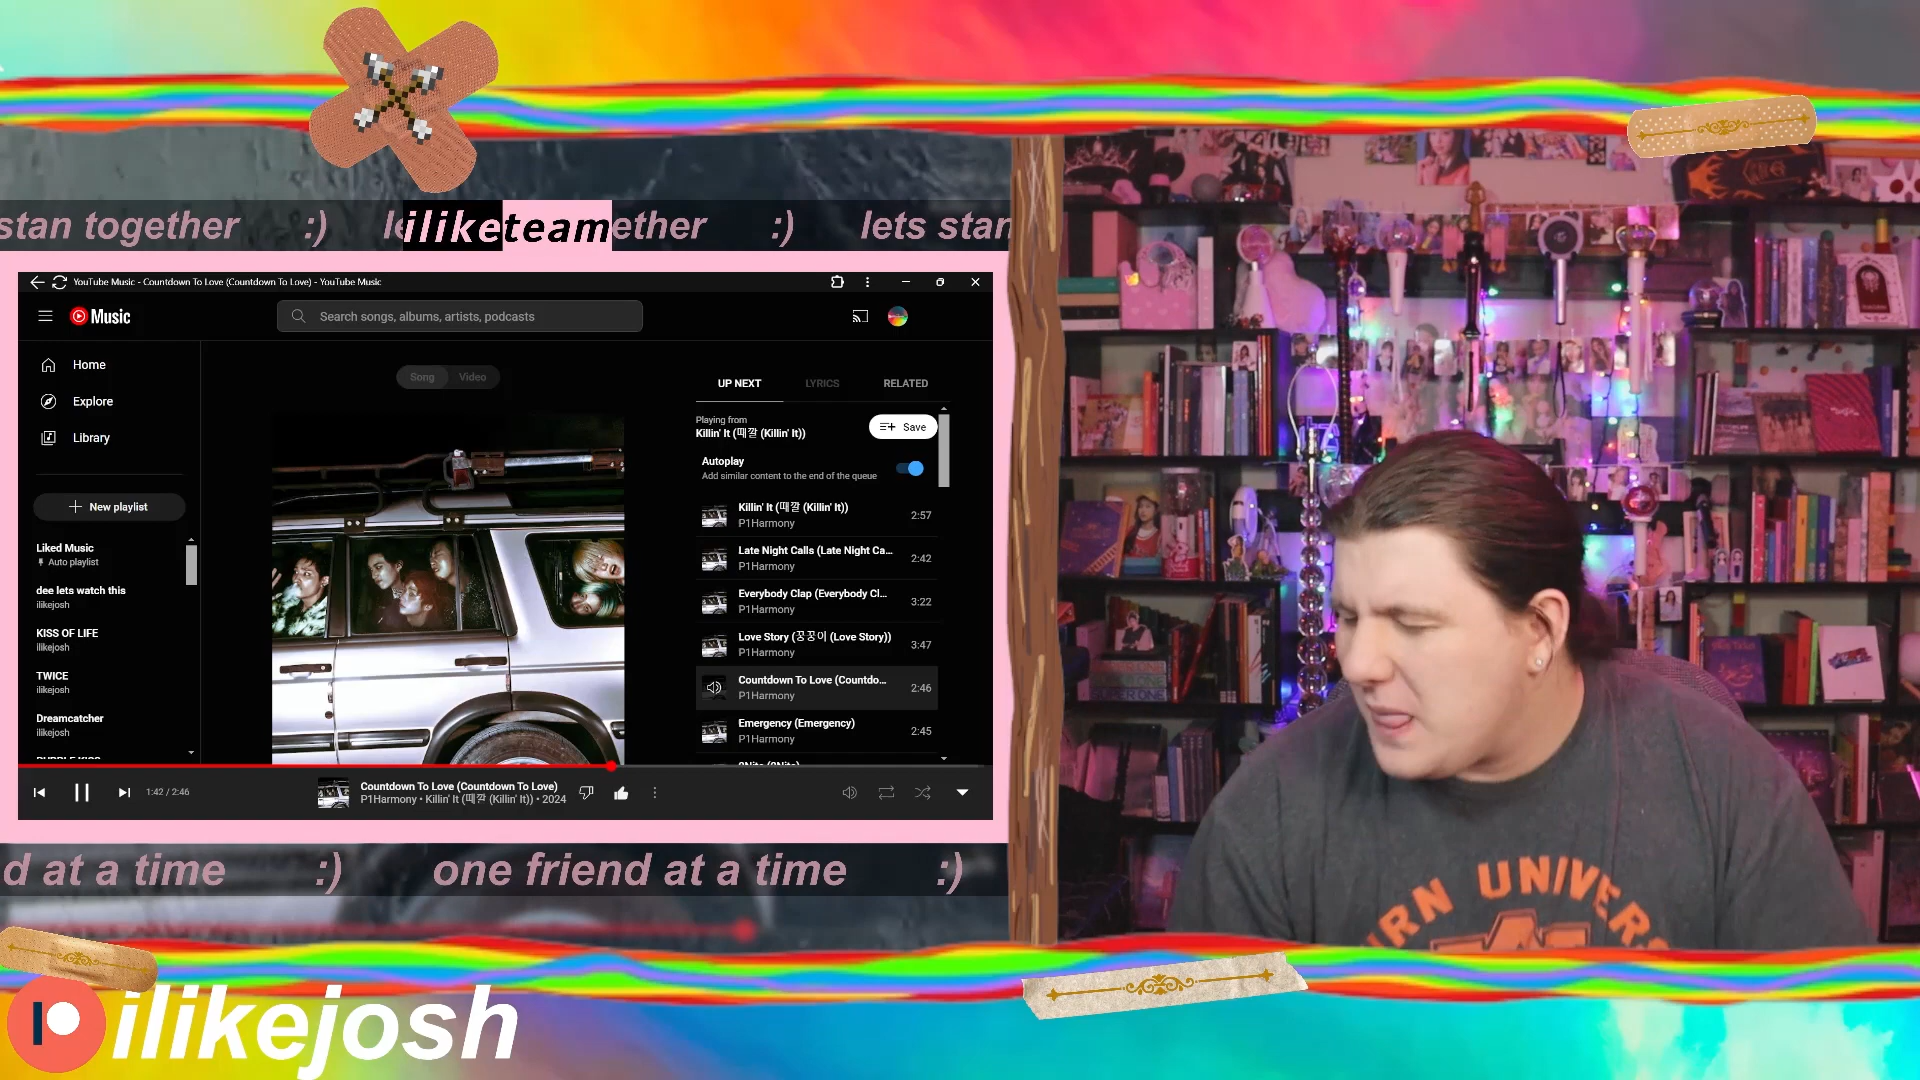 stan together :) le iliketeam ether :) lets stan
YouTube Music - Countdown To Love (Countdown To Love) - YouTube Music
Music
Search songs, albums, artists, podcasts
Home
Explore
Library
New playlist
Liked Music
Auto playlist
dee lets watch this
ilikejosh
KISS OF LIFE
ilikejosh
TWICE
ilikejosh
Dreamcatcher
ilikejosh
Song Video
UP NEXT LYRICS RELATED
Playing from
Killin' It (때깔 (Killin' It))
Save
Autoplay
Add similar content to the end of the queue
Killin' It (때깔 (Killin' It))
P1Harmony
2:57
Late Night Calls (Late Night Ca...
P1Harmony
2:42
Everybody Clap (Everybody Cl...
P1Harmony
3:22
Love Story (꿍꿍이 (Love Story))
P1Harmony
3:47
Countdown To Love (Countdo...
P1Harmony
2:46
Emergency (Emergency)
P1Harmony
2:45
1:42 / 2:46
Countdown To Love (Countdown To Love)
P1Harmony • Killin' It (때깔 (Killin' It)) • 2024
d at a time :) one friend at a time :)
ilikejosh
URN UNIVERS